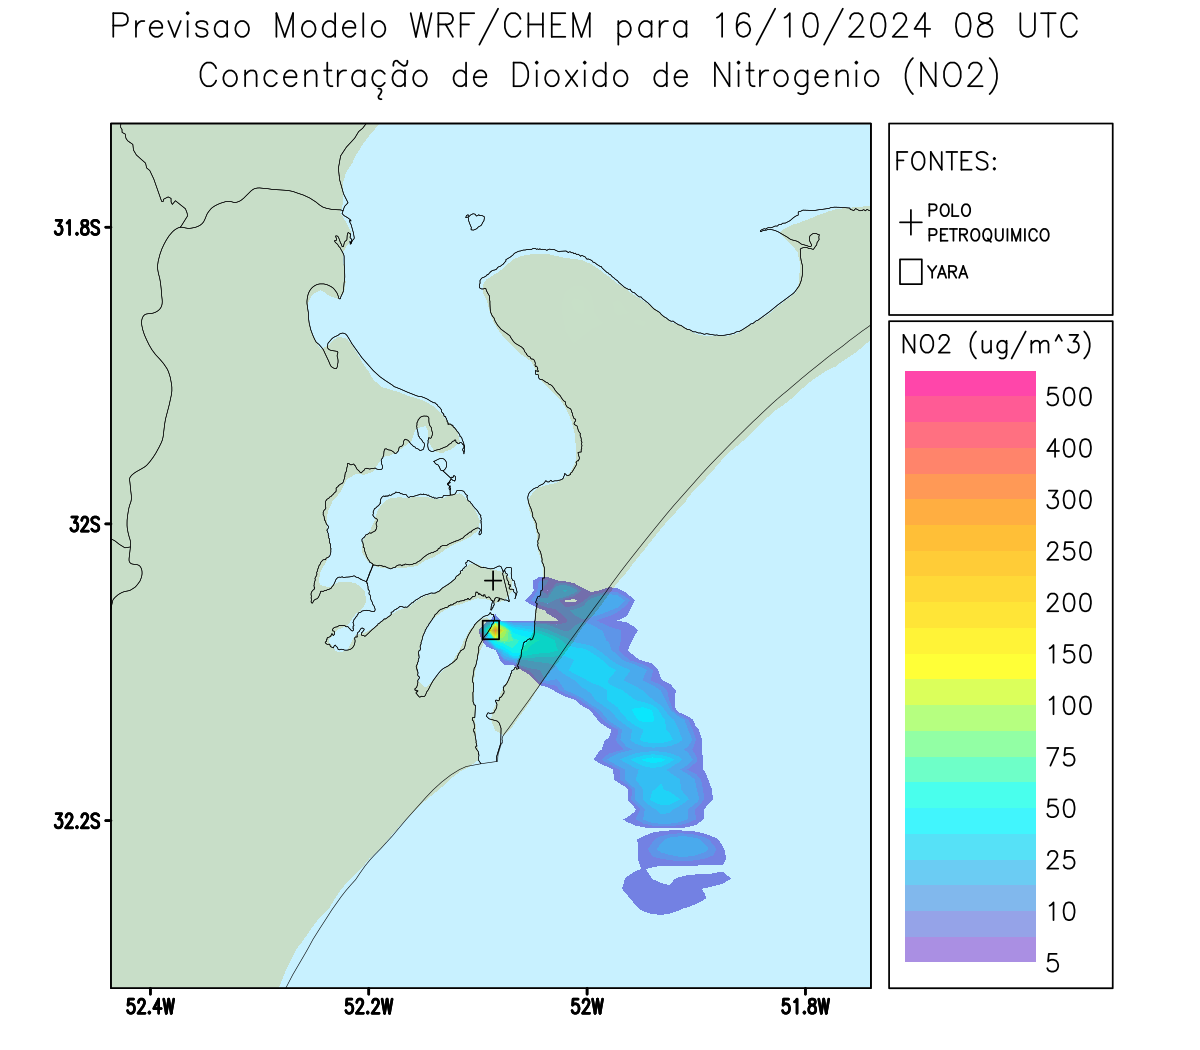 Previsao Modelo WRF/CHEM para 16/10/2024 08 UTC
Concentração de Dioxido de Nitrogenio (NO2)
FONTES:
POLO
PETROQUIMICO
YARA
NO2 (ug/m^3)
500
400
300
250
200
150
100
75
50
25
10
5
31.8S
32S
32.2S
52.4W
52.2W
52W
51.8W